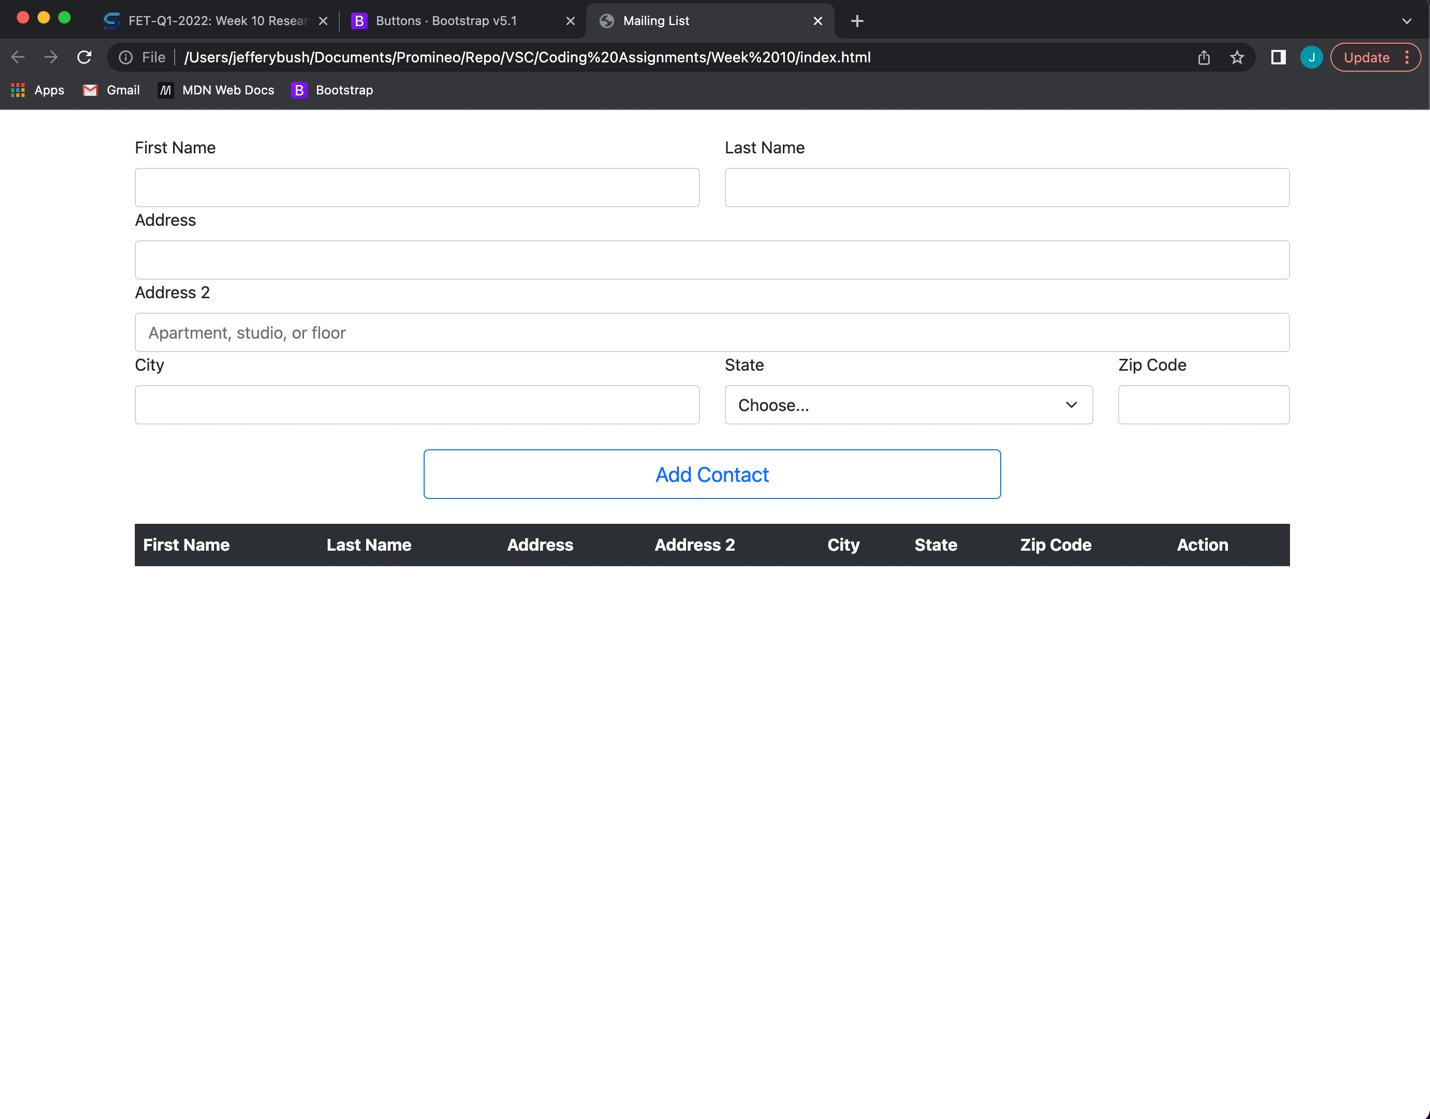 FET-Q1-2022: Week 10 Resear
Buttons · Bootstrap v5.1
Mailing List
File
/Users/jefferybush/Documents/Promineo/Repo/VSC/Coding%20Assignments/Week%2010/index.html
J
Update
Apps
Gmail
MDN Web Docs
B
Bootstrap
First Name
Last Name
Address
Address 2
Apartment, studio, or floor
City
State
Zip Code
Choose...
Add Contact
First Name Last Name Address Address 2 City State Zip Code Action